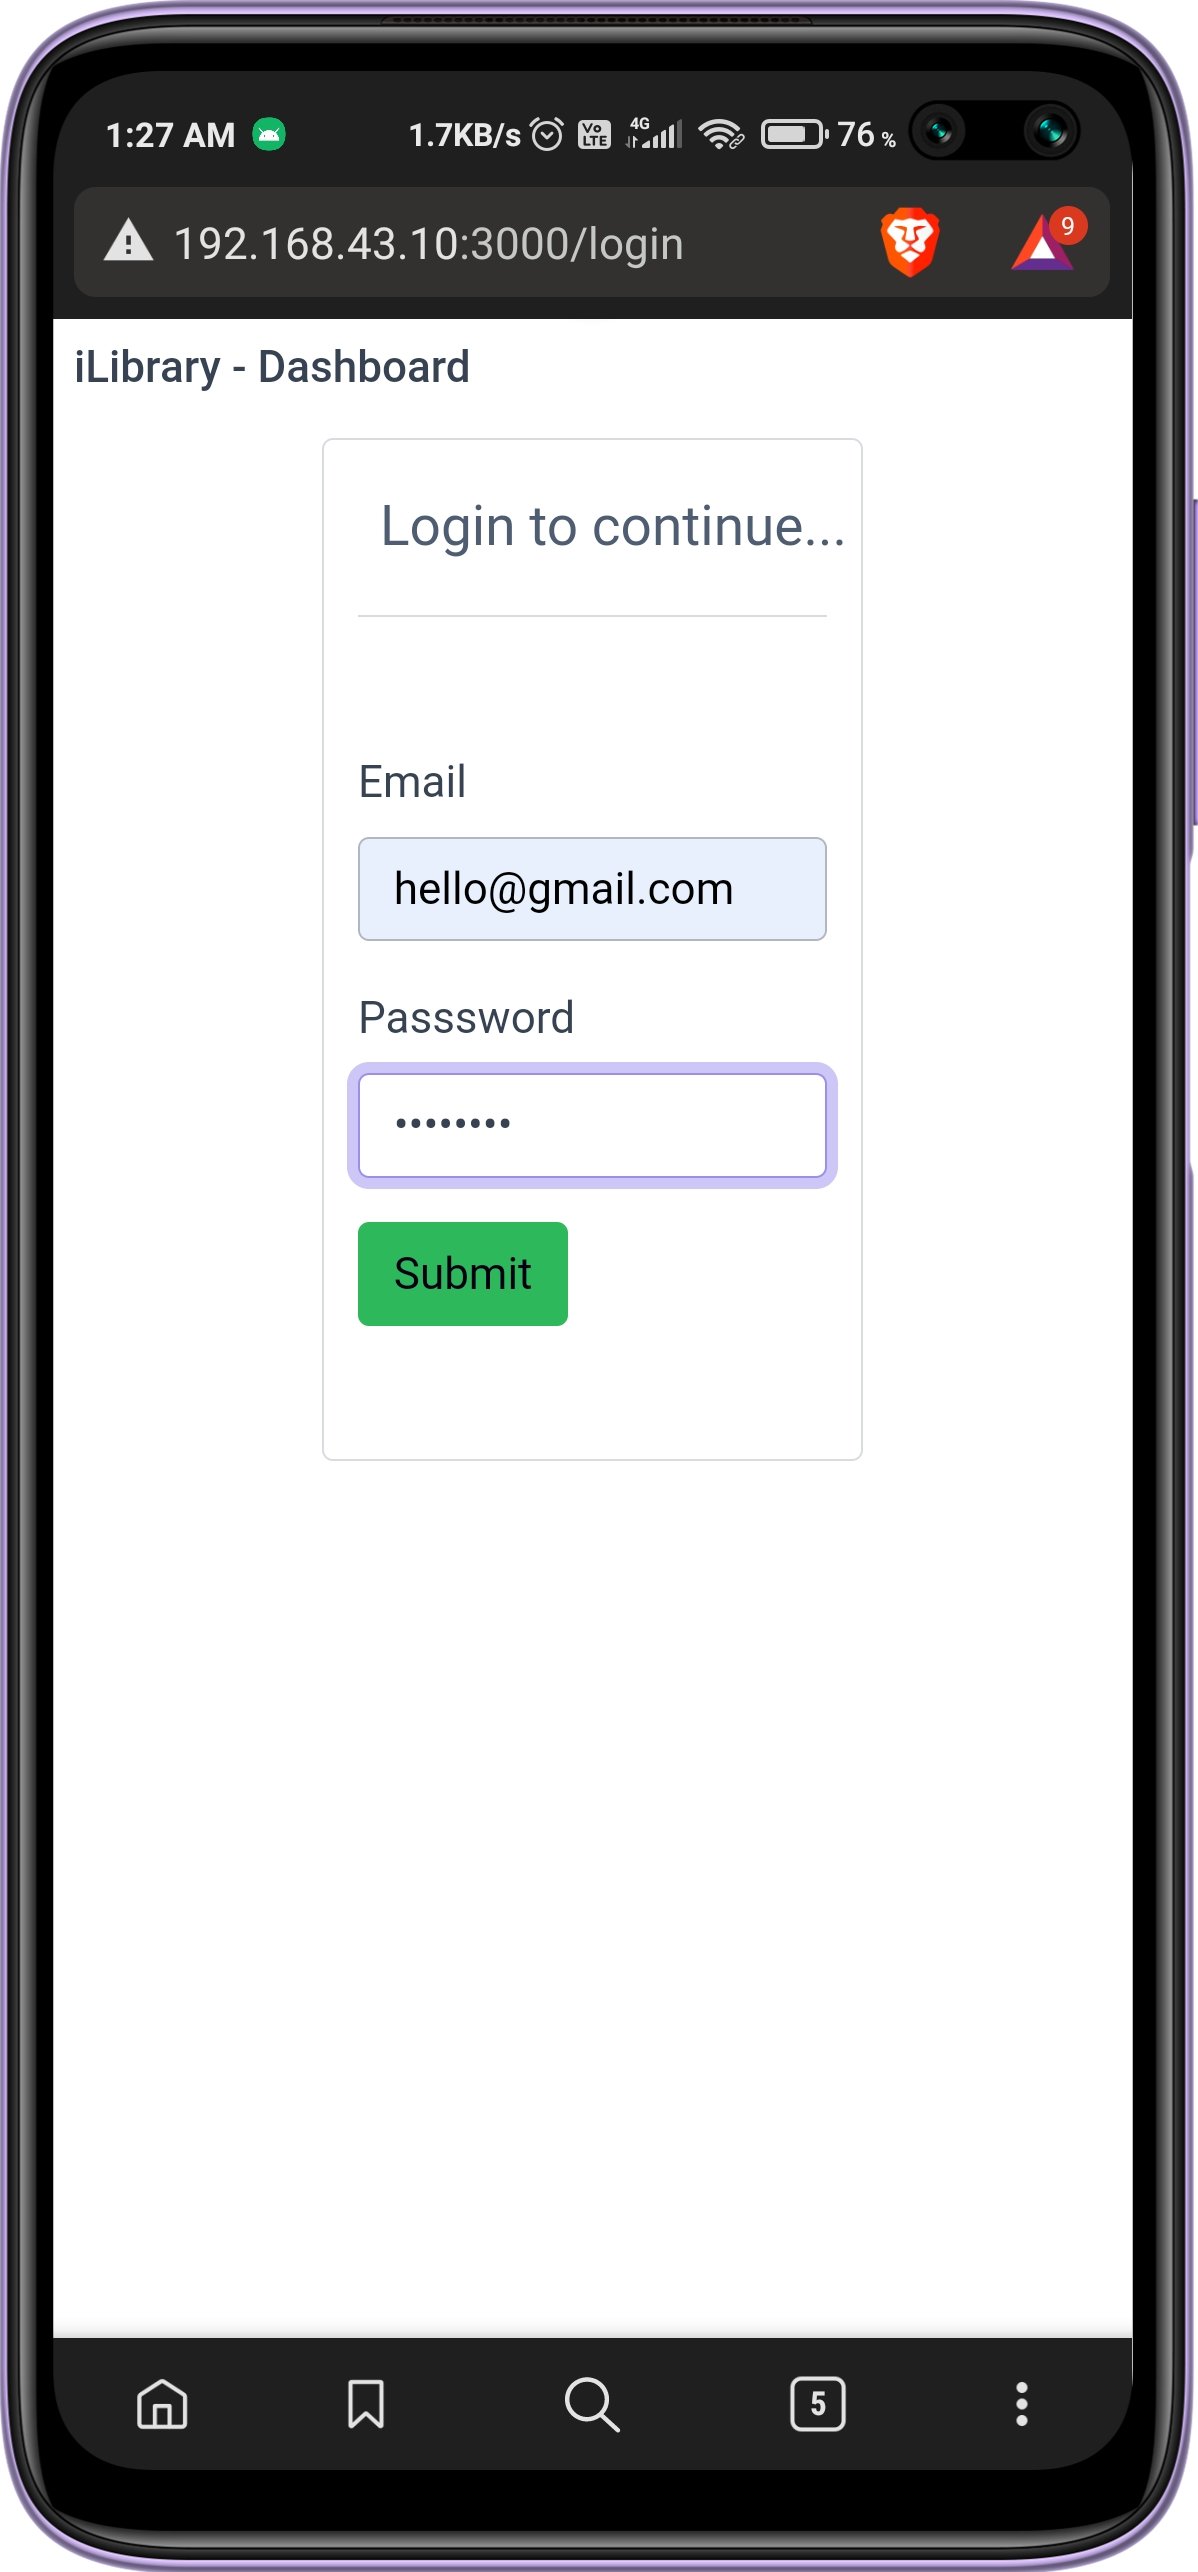 1:27 AM 1.7KB/s Vo LTE 4G 76 %
192.168.43.10:3000/login 9
iLibrary - Dashboard
Login to continue...
Email
hello@gmail.com
Passsword
••••••••
Submit
5